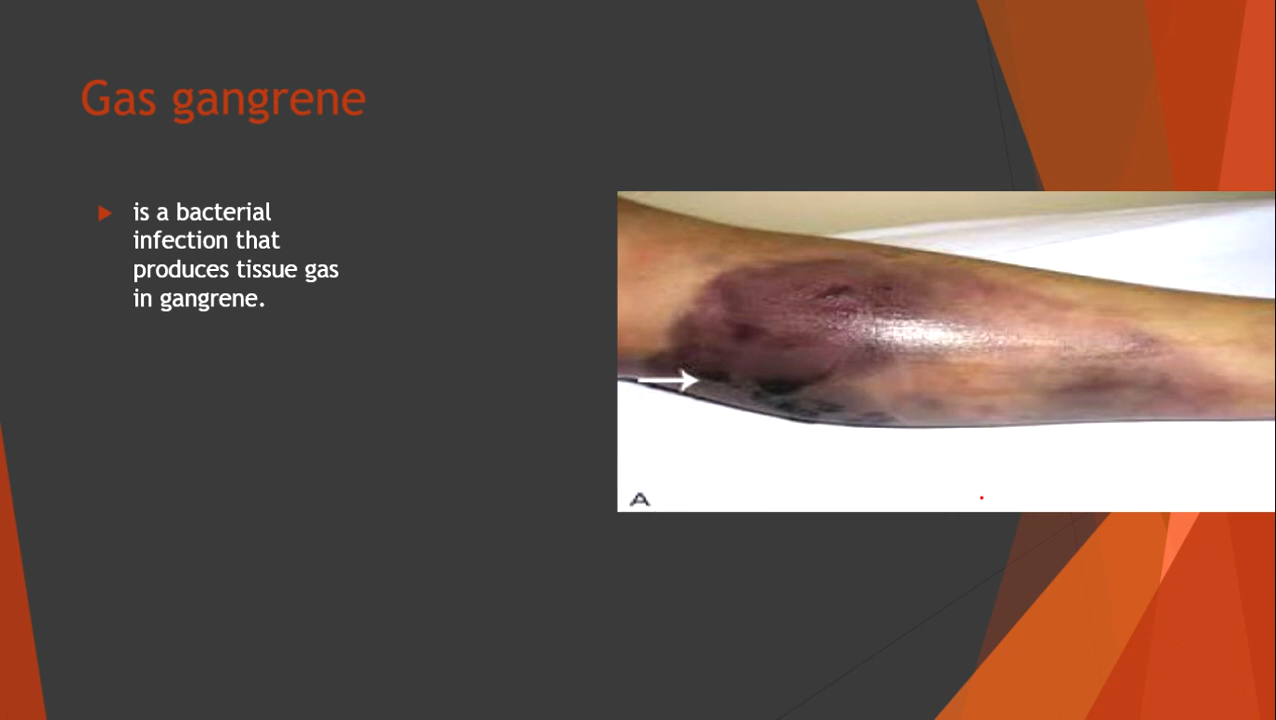 Gas gangrene
is a bacterial
infection that
produces tissue gas
in gangrene.
A